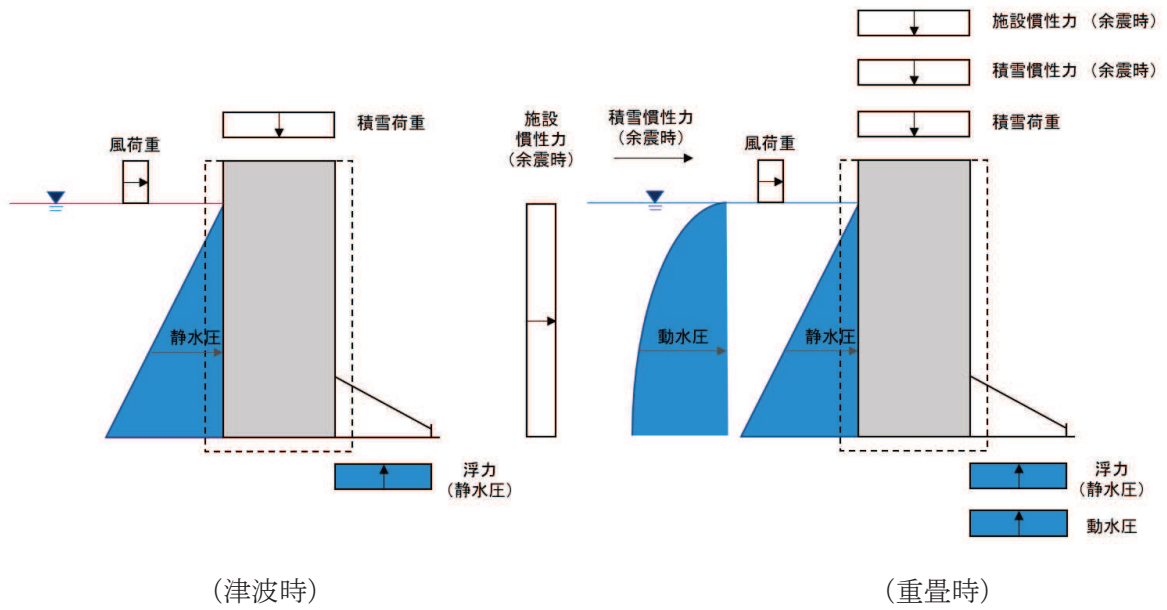 積雪荷重
風荷重
静水圧
浮力
（静水圧）
（津波時）
施設慣性力（余震時）
積雪慣性力（余震時）
積雪荷重
施設
慣性力
（余震時）
積雪慣性力
（余震時）
風荷重
動水圧
静水圧
浮力
（静水圧）
動水圧
（重畳時）